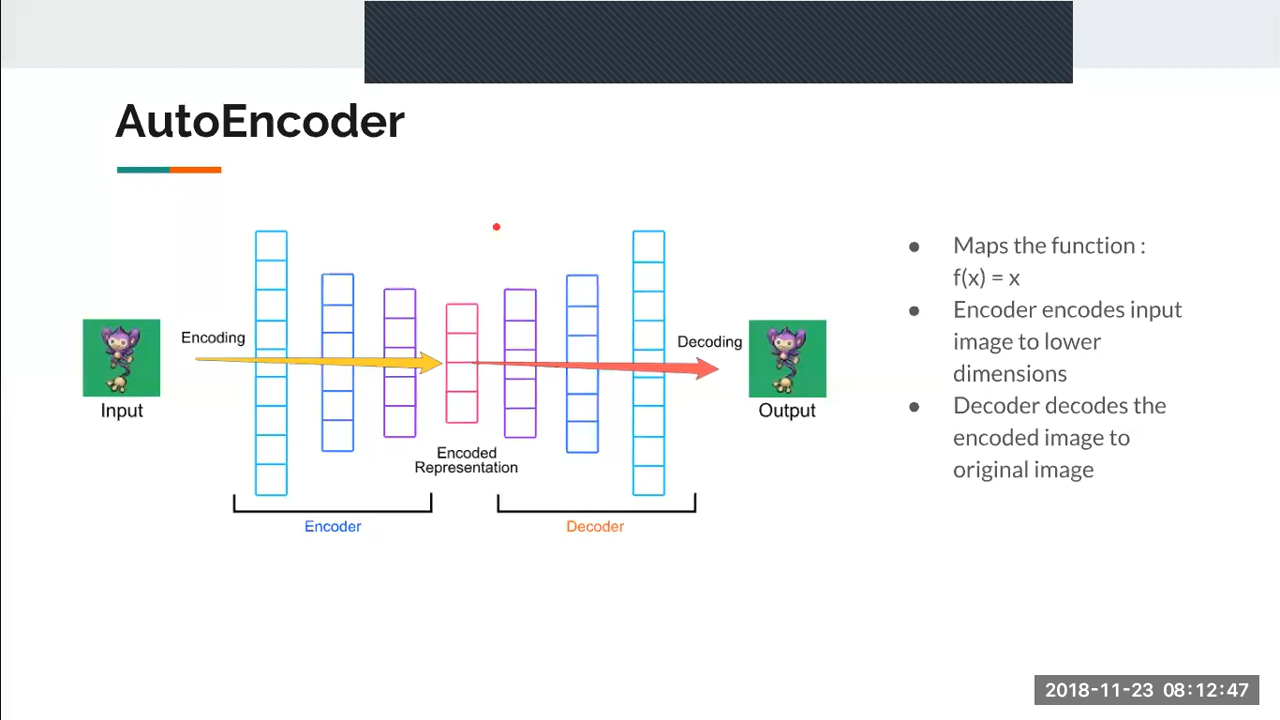 AutoEncoder
Encoding
Input
Encoded
Representation
Decoding
Output
Encoder
Decoder
● Maps the function :
f(x) = x
● Encoder encodes input
image to lower
dimensions
● Decoder decodes the
encoded image to
original image
2018-11-23 08:12:47